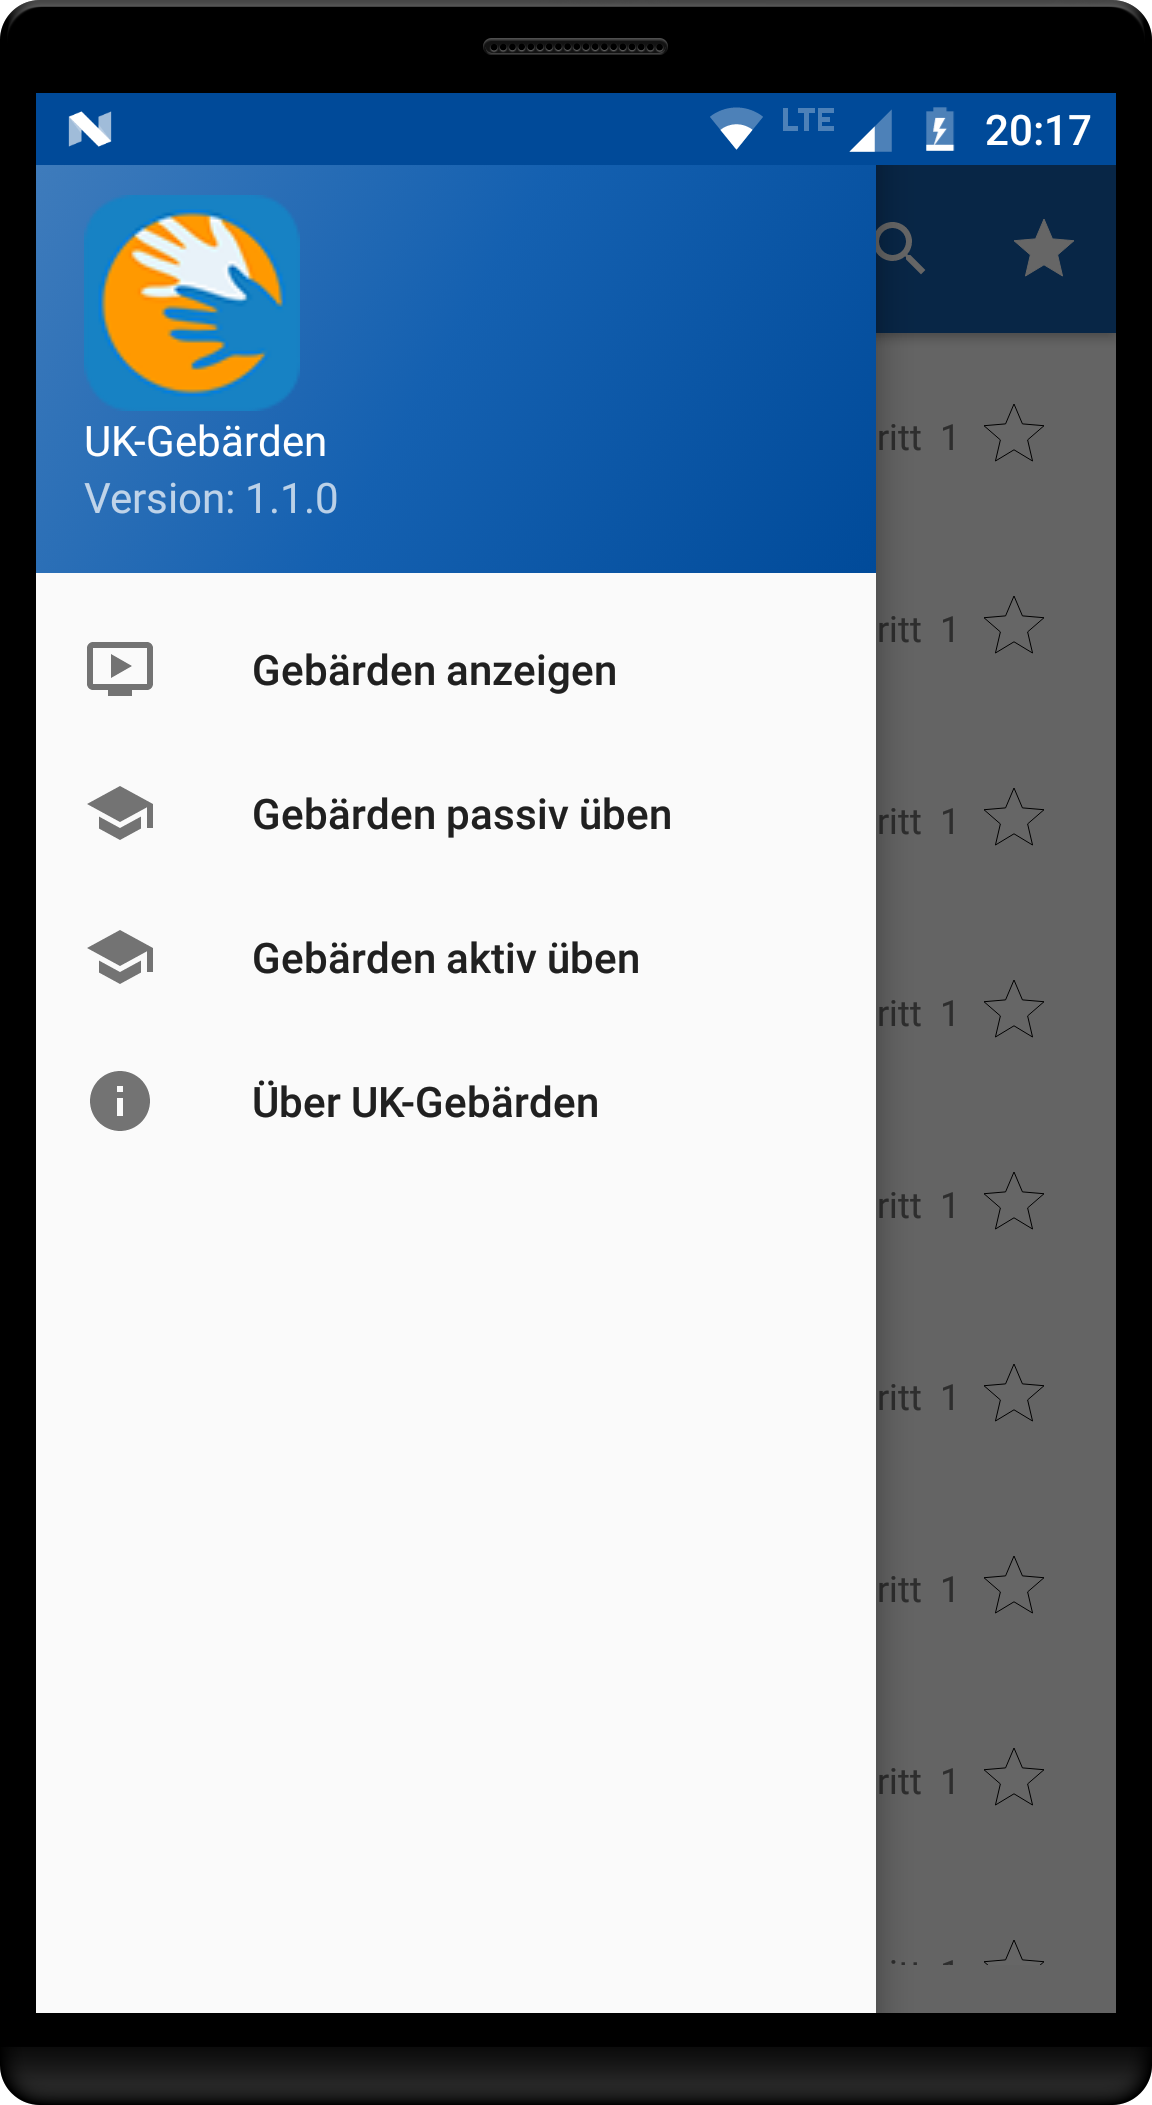 LTE 20:17
UK-Gebärden
Version: 1.1.0
Gebärden anzeigen
Gebärden passiv üben
Gebärden aktiv üben
Über UK-Gebärden
ritt 1
ritt 1
ritt 1
ritt 1
ritt 1
ritt 1
ritt 1
ritt 1